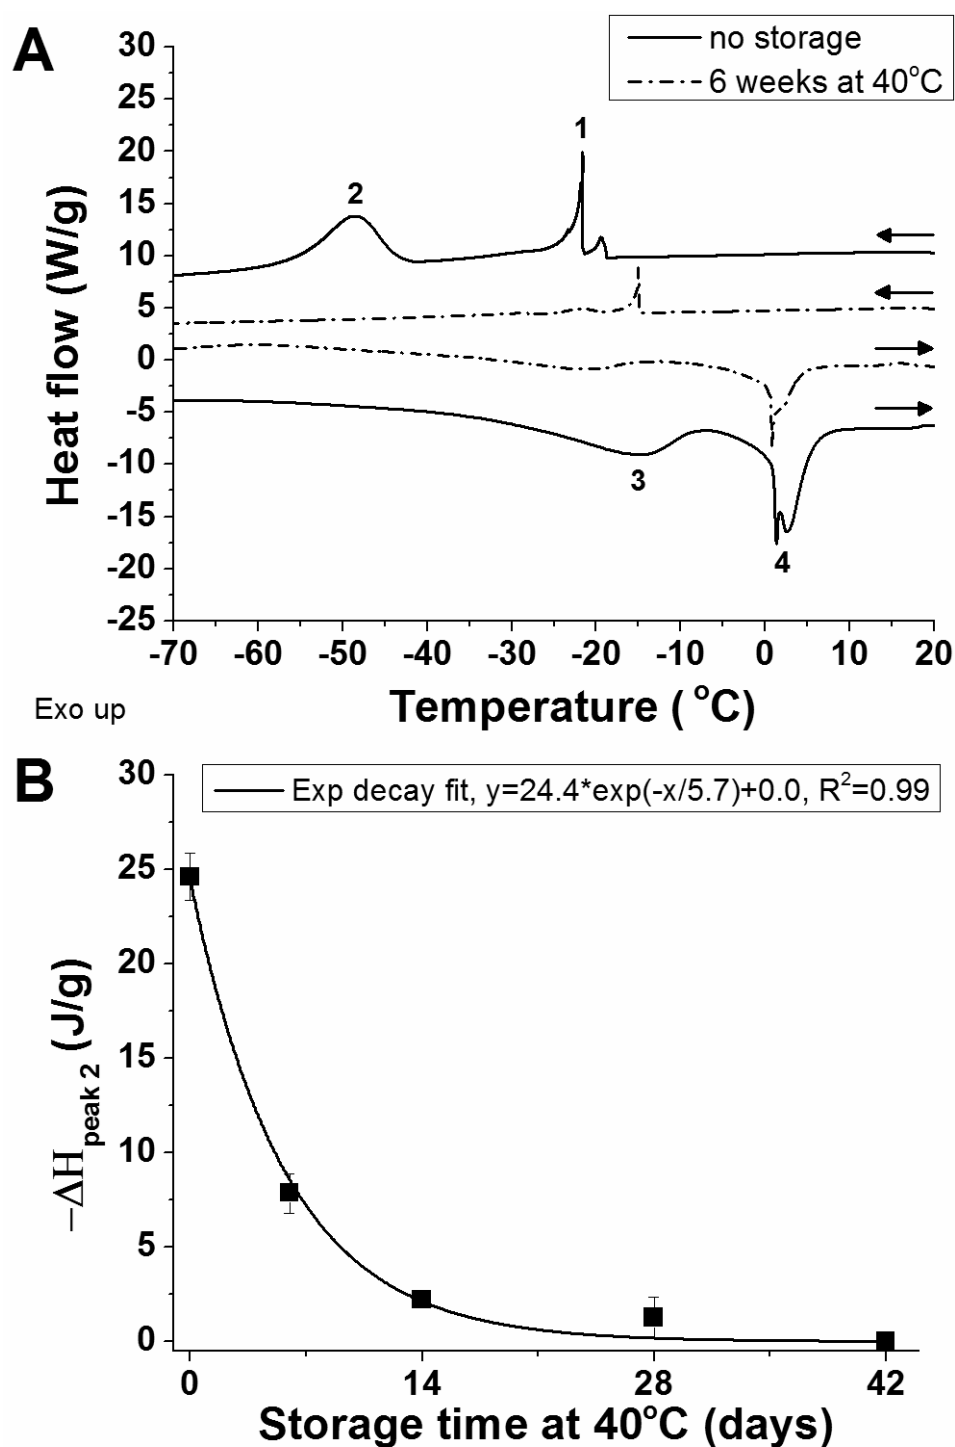 A
no storage
6 weeks at 40°C
30
25
20
15
10
5
0
-5
-10
-15
-20
-25
Heat flow (W/g)
1
2
3
4
-70 -60 -50 -40 -30 -20 -10 0 10 20
Exo up
Temperature ( °C)
B
Exp decay fit, y=24.4*exp(-x/5.7)+0.0, R²=0.99
30
25
20
15
10
5
0
−ΔH peak 2 (J/g)
0 14 28 42
Storage time at 40°C (days)